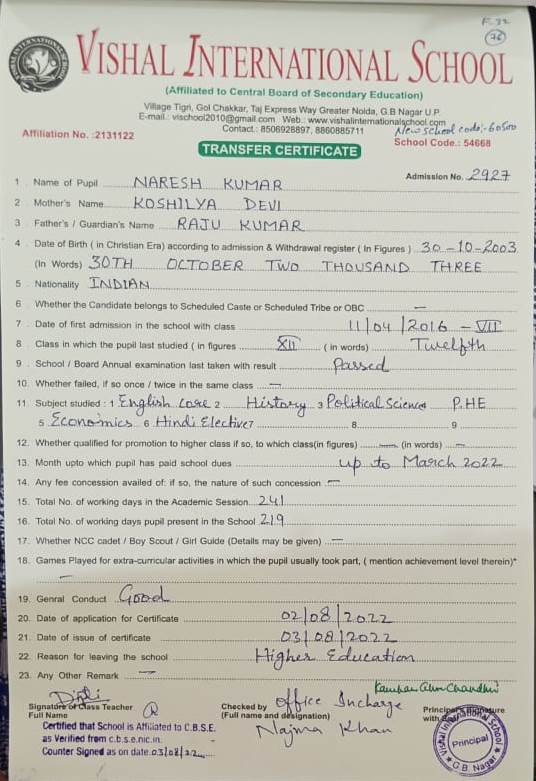 F-32
76
VISHAL INTERNATIONAL SCHOOL
(Affiliated to Central Board of Secondary Education)
Village Tigri, Gol Chakkar, Taj Express Way Greater Noida, G.B Nagar U.P.
E-mail.: vischool2010@gmail.com Web.: www.vishalinternationalschool.com
Contact.: 8506928897, 8860885711
New School code:- 60500
Affiliation No. :2131122
School Code.: 54668
TRANSFER CERTIFICATE
Admission No. 2927
1 . Name of Pupil NARESH KUMAR
2 Mother's Name KOSHILYA DEVI
3 Father's / Guardian's Name RAJU KUMAR
4 . Date of Birth ( in Christian Era) according to admission & Withdrawal register ( In Figures ) 30-10-2003
(In Words) 30TH OCTOBER TWO THOUSAND THREE
5 . Nationality INDIAN
6 . Whether the Candidate belongs to Scheduled Caste or Scheduled Tribe or OBC —
7 . Date of first admission in the school with class 11/04/2016 - VII
8 . Class in which the pupil last studied ( in figures XII ( in words) Twelfth
9 . School / Board Annual examination last taken with result Passed
10. Whether failed, if so once / twice in the same class —
11. Subject studied : 1 English Core 2 History 3 Political Science P.HE
5 Economics 6 Hindi Elective 7 8 9
12. Whether qualified for promotion to higher class if so, to which class(in figures) — (in words) —
13. Month upto which pupil has paid school dues up to March 2022
14. Any fee concession availed of: if so, the nature of such concession —
15. Total No. of working days in the Academic Session 241
16. Total No. of working days pupil present in the School 219
17. Whether NCC cadet / Boy Scout / Girl Guide (Details may be given) —
18. Games Played for extra-curricular activities in which the pupil usually took part, ( mention achievement level therein)*
—
19. Genral Conduct Good
20. Date of application for Certificate 02/08/2022
21. Date of issue of certificate 03/08/2022
22. Reason for leaving the school Higher Education
23. Any Other Remark —
Signature of Class Teacher
Full Name
Checked by Office Incharge
(Full name and designation) Najma Khan
Principal's Signature
with
Certified that School is Affiliated to C.B.S.E.
as Verified from c.b.s.e.nic.in.
Counter Signed as on date 03/08/22
Vishal International School
Principal
G.B. Nagar